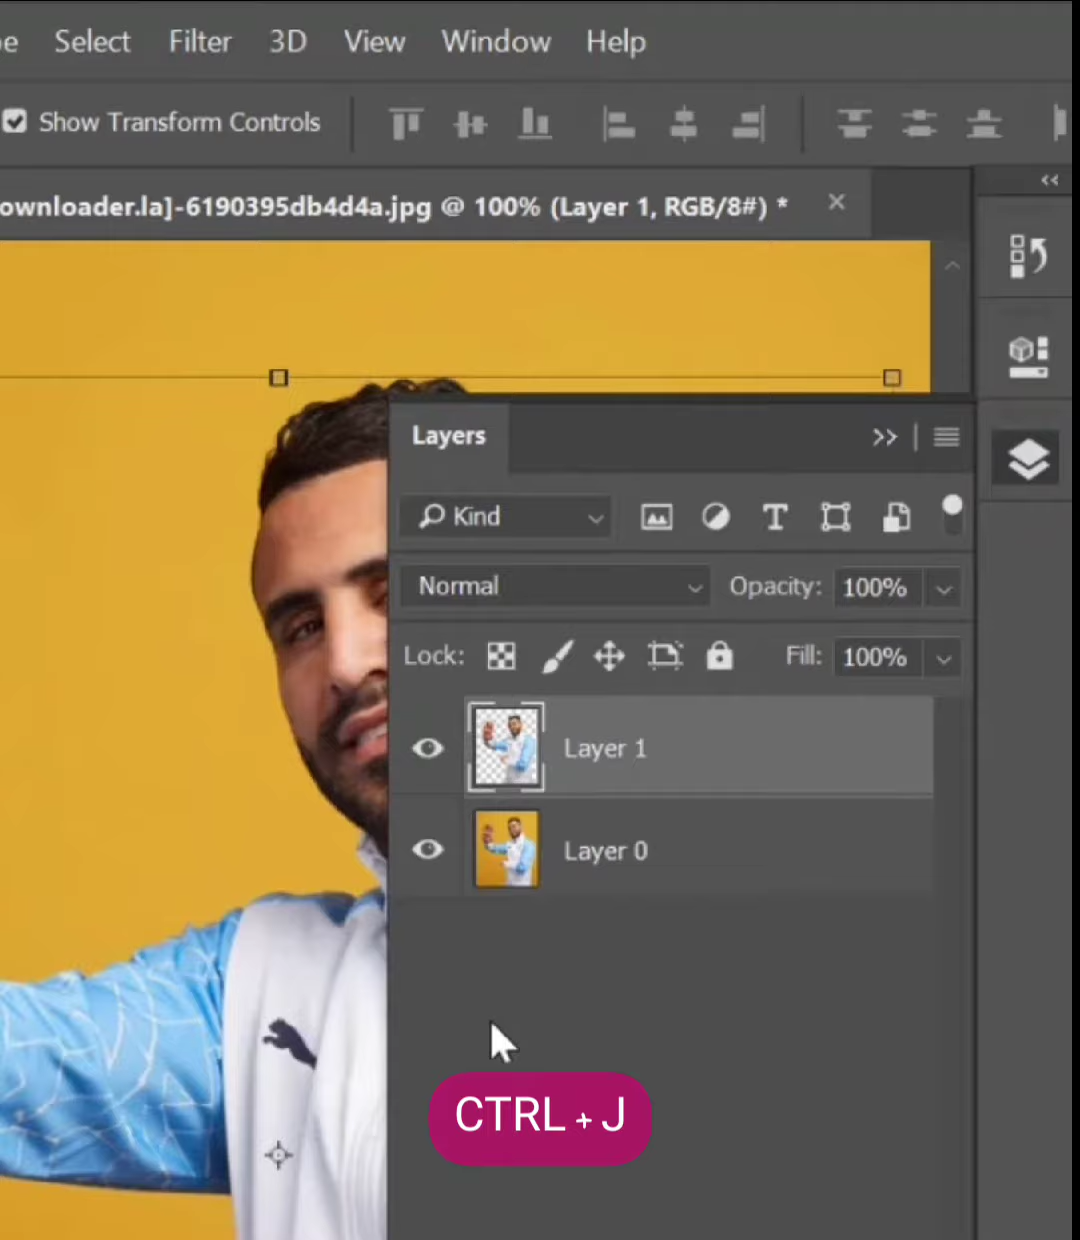 pe Select Filter 3D View Window Help
Show Transform Controls
ownloader.la]-6190395db4d4a.jpg @ 100% (Layer 1, RGB/8#) *
Layers
Kind
Normal Opacity: 100%
Lock: Fill: 100%
Layer 1
Layer 0
CTRL + J